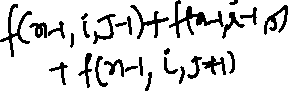 f(n-1, i, j-1) + f(n-1, i-1, j)
+ f(n-1, i, j+1)